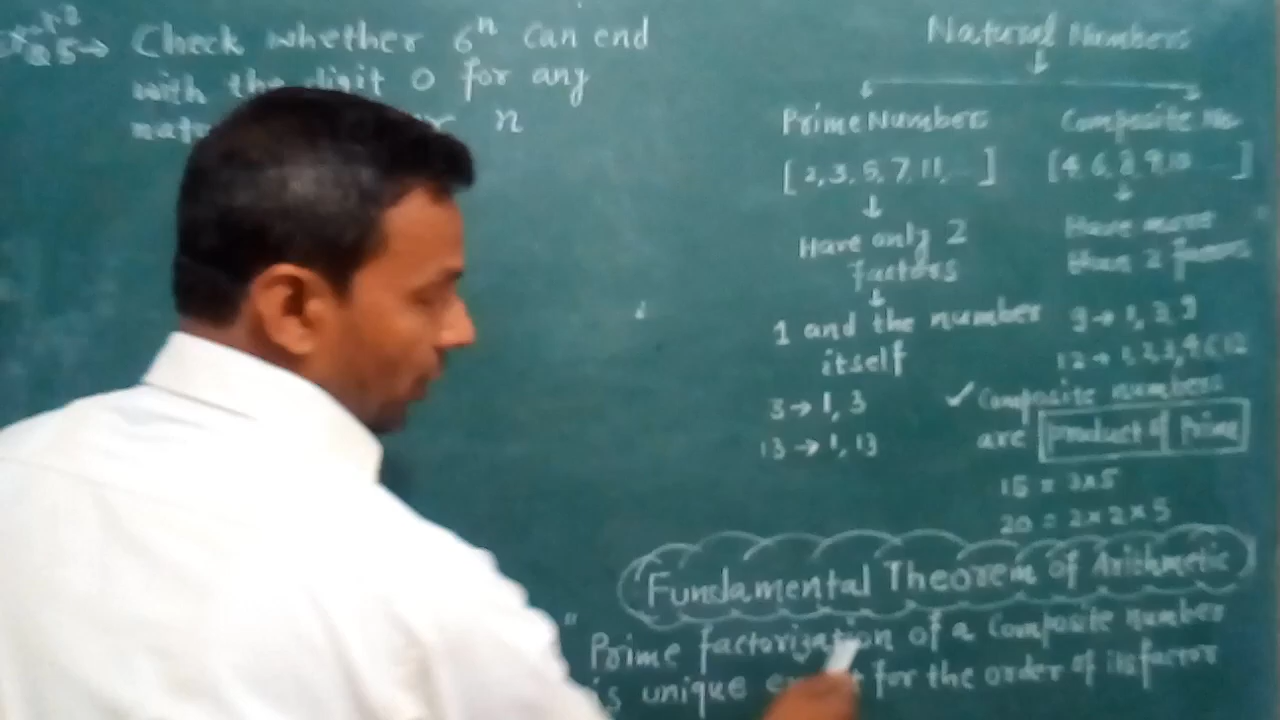 Q5→ Check whether 6ⁿ can end
with the digit 0 for any
n
Natural Numbers
Prime Numbers
[2, 3, 5, 7, 11, ...]
Have only 2
factors
1 and the number
itself
3→ 1, 3
13→ 1, 13
Composite No.
[4, 6, 8, 9, 10 ...]
Have more
than 2 factors
9→ 1, 3, 9
12→ 1, 2, 3, 4, 6, 12
✓ Composite numbers
are product of Prime
15 = 3×5
20 = 2×2×5
Fundamental Theorem of Arithmetic
" Prime factorization of a Composite number
is unique for the order of its factor